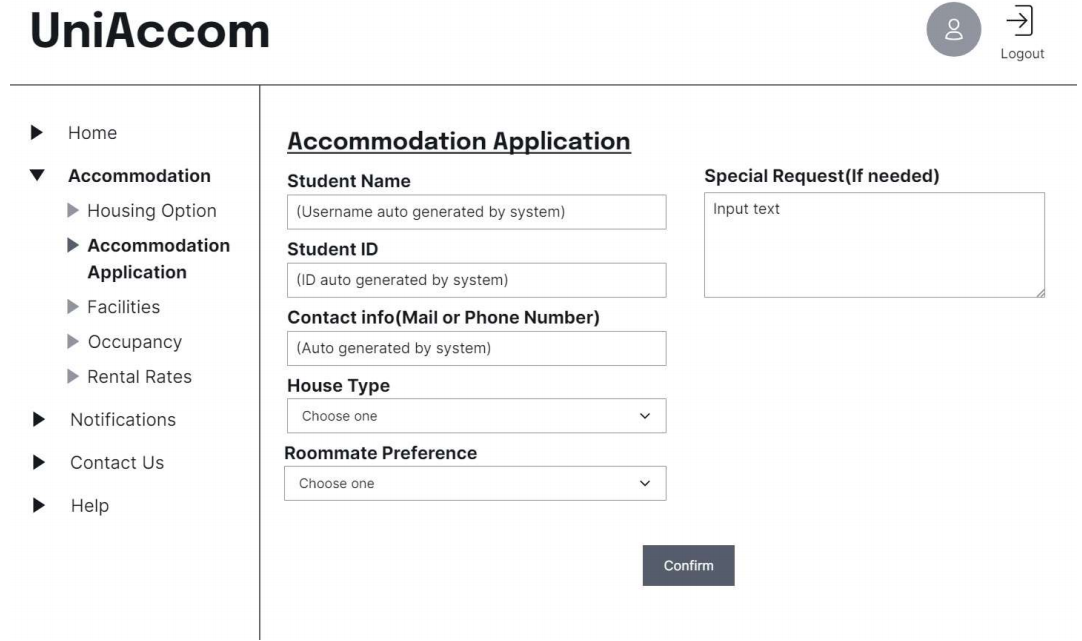 UniAccom
Logout
Home
Accommodation
Housing Option
Accommodation
Application
Facilities
Occupancy
Rental Rates
Notifications
Contact Us
Help
Accommodation Application
Student Name
(Username auto generated by system)
Student ID
(ID auto generated by system)
Contact info(Mail or Phone Number)
(Auto generated by system)
House Type
Choose one
Roommate Preference
Choose one
Special Request(If needed)
Input text
Confirm